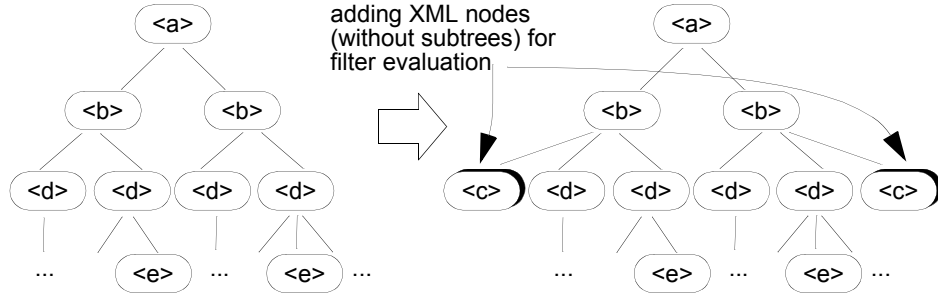 <a>
<b> <b>
<d> <d> <d> <d>
... <e> ... <e> ...
adding XML nodes
(without subtrees) for
filter evaluation
<a>
<b> <b>
<c> <d> <d> <d> <d> <c>
... <e> ... <e> ...